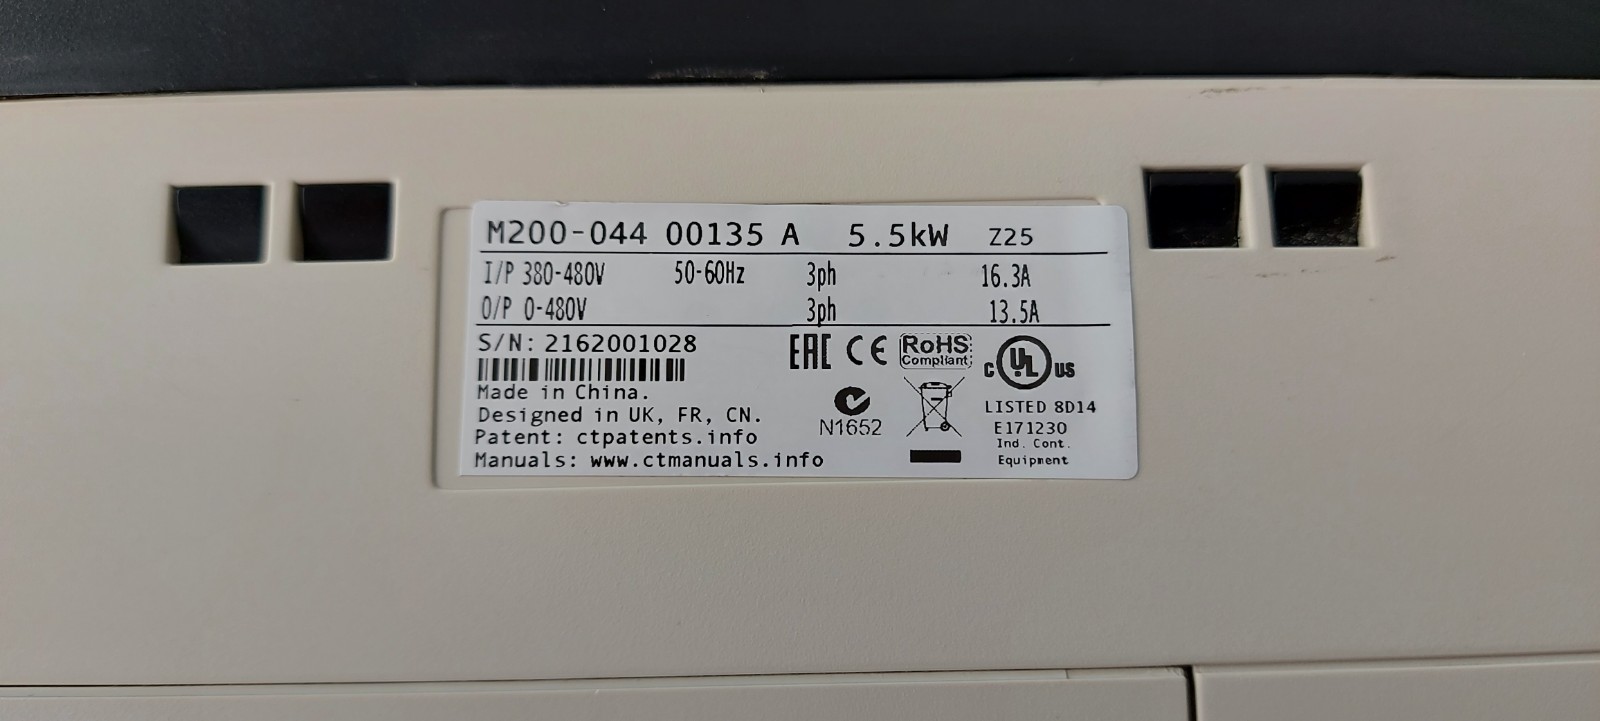 M200-044 00135 A 5.5kW Z25
I/P 380-480V 50-60Hz 3ph 16.3A
O/P 0-480V 3ph 13.5A
S/N: 2162001028
Made in China.
Designed in UK, FR, CN.
Patent: ctpatents.info
Manuals: www.ctmanuals.info
EAC CE
RoHS
Compliant
N1652
c UL US
LISTED 8D14
E171230
Ind. Cont.
Equipment